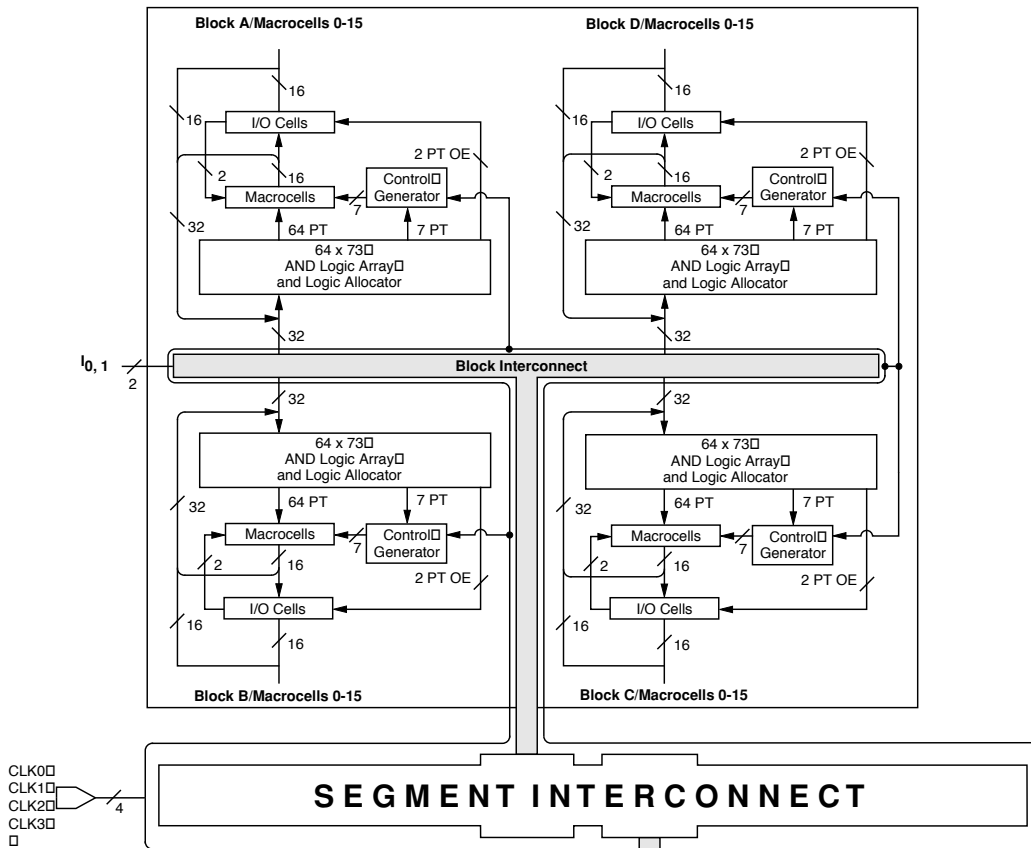 Block A/Macrocells 0-15
Block D/Macrocells 0-15
16
16
I/O Cells
2 PT OE
2
16
Control□
Generator
Macrocells
7
32
64 PT
7 PT
64 x 73□
AND Logic Array□
and Logic Allocator
32
16
16
I/O Cells
2 PT OE
2
16
Control□
Generator
Macrocells
7
32
64 PT
7 PT
64 x 73□
AND Logic Array□
and Logic Allocator
32
I0, 1
2
Block Interconnect
32
64 x 73□
AND Logic Array□
and Logic Allocator
32
64 PT
7 PT
Macrocells
7
Control□
Generator
2
16
2 PT OE
I/O Cells
16
16
Block B/Macrocells 0-15
32
64 x 73□
AND Logic Array□
and Logic Allocator
32
64 PT
7 PT
Macrocells
7
Control□
Generator
2
16
2 PT OE
I/O Cells
16
16
Block C/Macrocells 0-15
CLK0□
CLK1□
CLK2□
CLK3□
□
4
SEGMENT INTERCONNECT